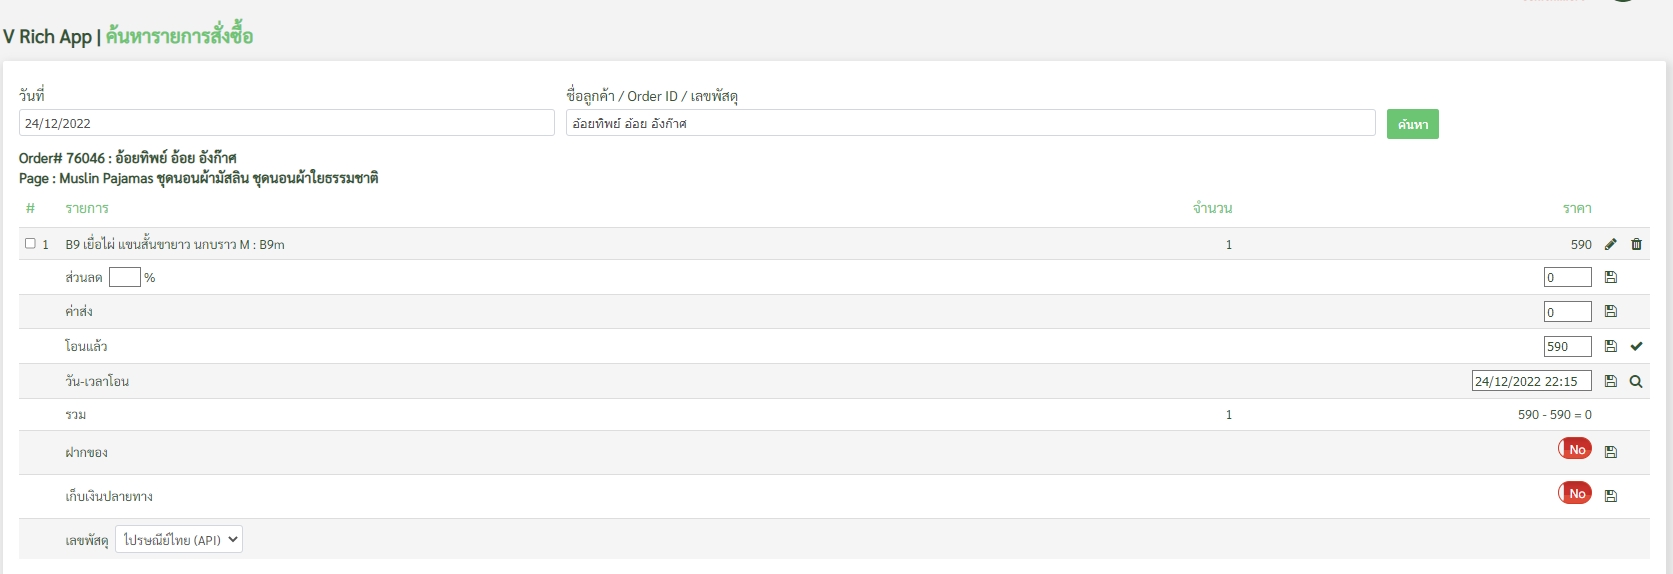 V Rich App | ค้นหารายการสั่งซื้อ
วันที่
ชื่อลูกค้า / Order ID / เลขพัสดุ
24/12/2022
อ้อยทิพย์ อ้อย อังก๊าศ
ค้นหา
Order# 76046 : อ้อยทิพย์ อ้อย อังก๊าศ
Page : Muslin Pajamas ชุดนอนผ้ามัสลิน ชุดนอนผ้าใยธรรมชาติ
# รายการ จำนวน ราคา
1 B9 เยื่อไผ่ แขนสั้นขายาว นกบราว M : B9m 1 590
ส่วนลด % 0
ค่าส่ง 0
โอนแล้ว 590
วัน-เวลาโอน 24/12/2022 22:15
รวม 1 590 - 590 = 0
ฝากของ No
เก็บเงินปลายทาง No
เลขพัสดุ ไปรษณีย์ไทย (API)